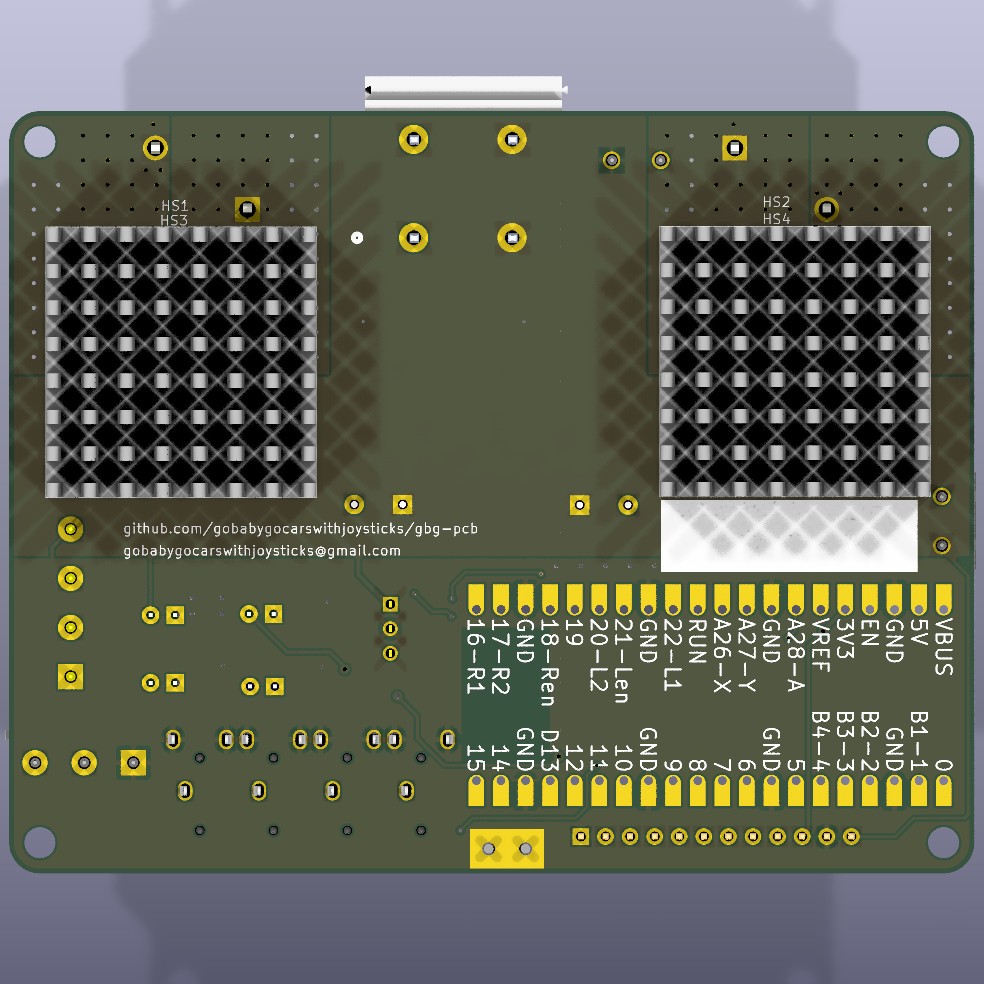 HS1
HS3
HS2
HS4
github.com/gobabygocarswithjoysticks/gbg-pcb
gobabygocarswithjoysticks@gmail.com
16-R1
17-R2
GND
18-Ren
19
20-L2
21-Len
GND
22-L1
RUN
A26-X
A27-Y
GND
A28-A
VREF
3V3
EN
GND
5V
VBUS
15
14
GND
D13
12
11
10
GND
9
8
7
6
GND
5
B4-4
B3-3
B2-2
GND
B1-1
0